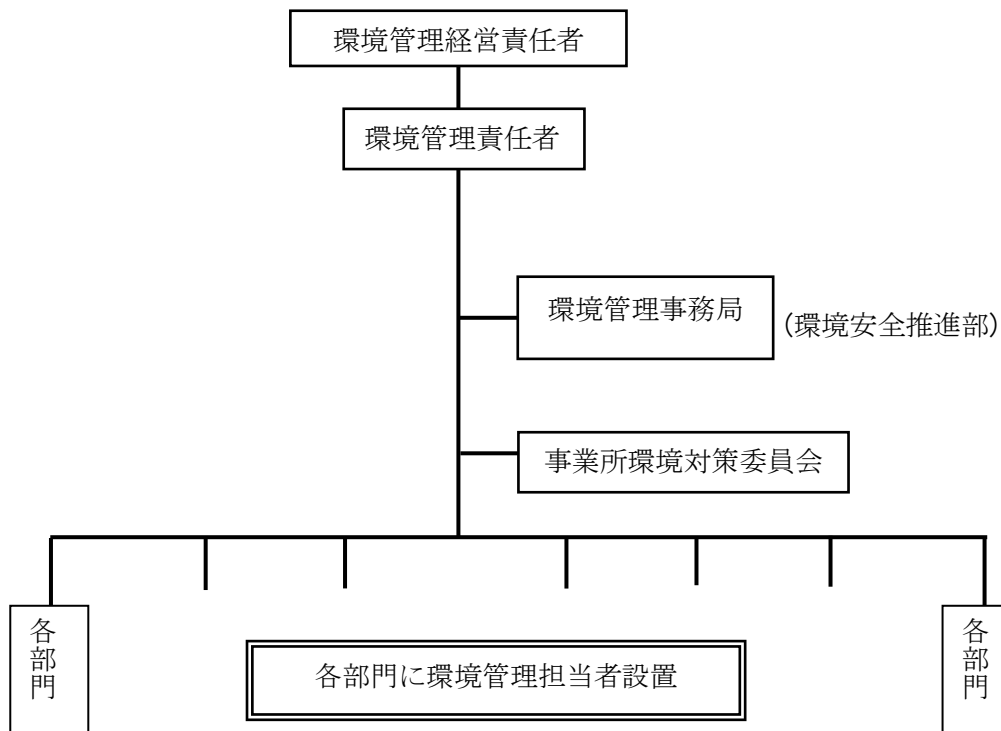 環境管理経営責任者
環境管理責任者
環境管理事務局
(環境安全推進部)
事業所環境対策委員会
各部門
各部門に環境管理担当者設置
各部門